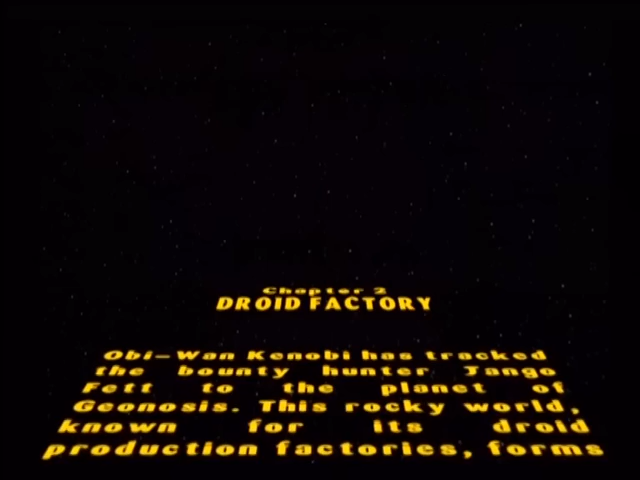 Chapter 2
DROID FACTORY
Obi-Wan Kenobi has tracked
the bounty hunter Jango
Fett to the planet of
Geonosis. This rocky world,
known for its droid
production factories, forms